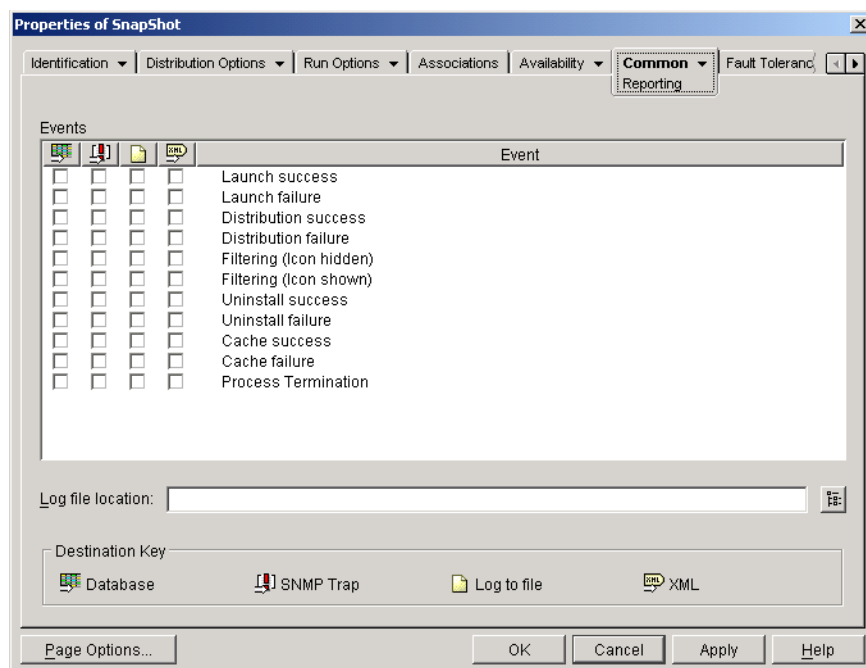 Properties of SnapShot
Identification Distribution Options Run Options Associations Availability Common Fault Toleranc
Reporting
Events
XML Event
Launch success
Launch failure
Distribution success
Distribution failure
Filtering (Icon hidden)
Filtering (Icon shown)
Uninstall success
Uninstall failure
Cache success
Cache failure
Process Termination
Log file location:
Destination Key
Database SNMP Trap Log to file XML XML
Page Options... OK Cancel Apply Help